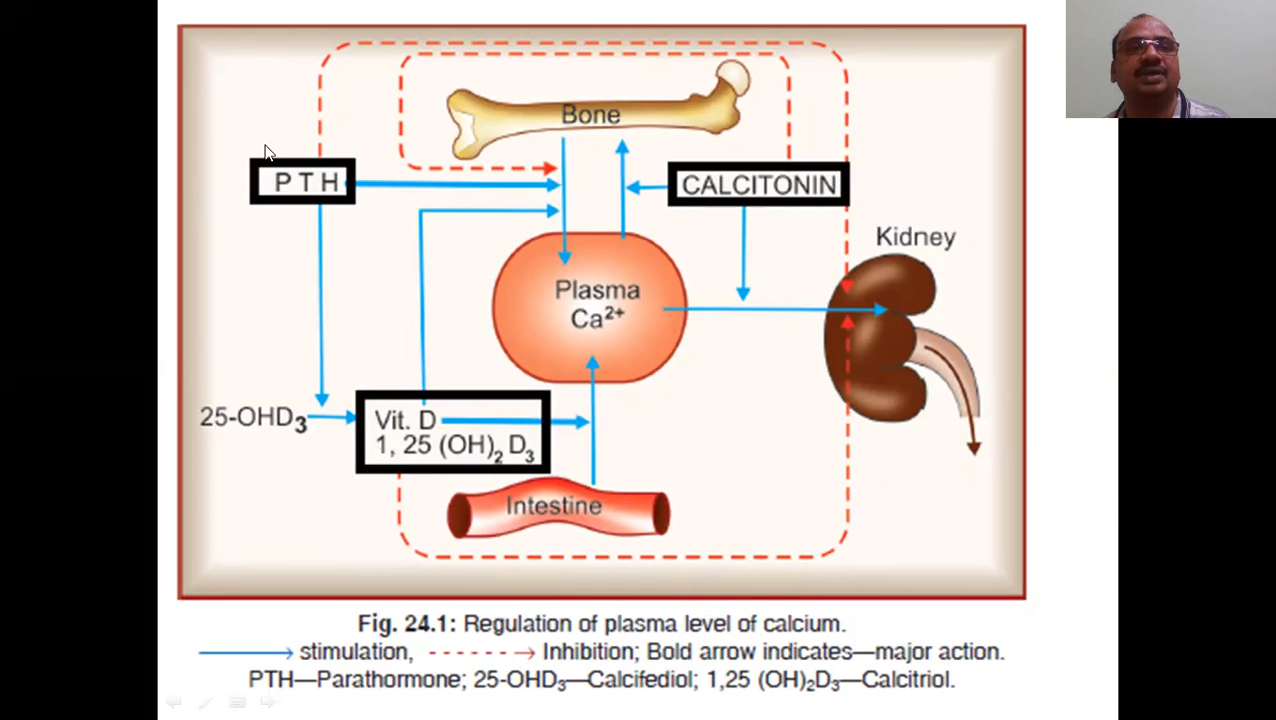 Bone
P T H
CALCITONIN
Kidney
Plasma
Ca²⁺
25-OHD₃
Vit. D
1, 25 (OH)₂ D₃
Intestine
Fig. 24.1: Regulation of plasma level of calcium.
stimulation, Inhibition; Bold arrow indicates—major action.
PTH—Parathormone; 25-OHD₃—Calcifediol; 1,25 (OH)₂D₃—Calcitriol.